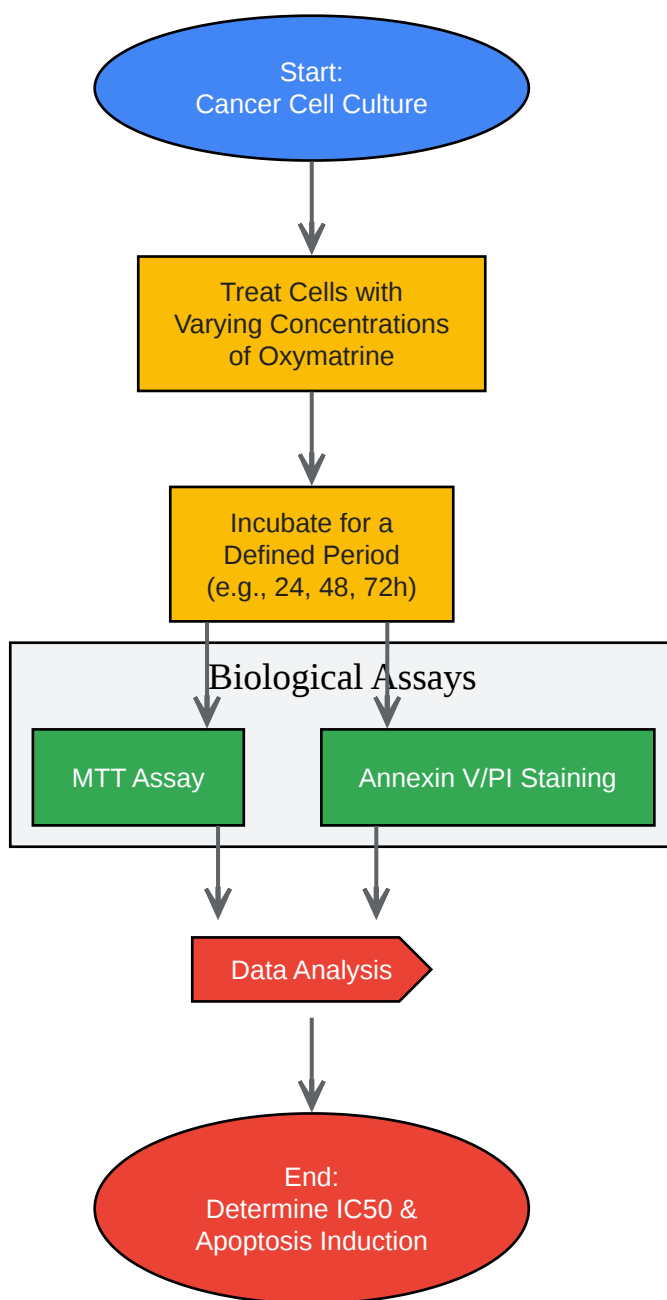 Start:
Cancer Cell Culture
Treat Cells with
Varying Concentrations
of Oxymatrine
Incubate for a
Defined Period
(e.g., 24, 48, 72h)
Biological Assays
MTT Assay
Annexin V/PI Staining
Data Analysis
End:
Determine IC50 &
Apoptosis Induction